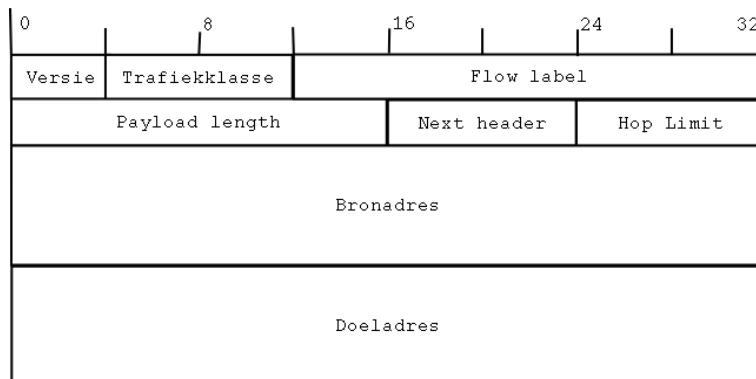 0 8 16 24 32
Versie Trafiekklasse Flow label
Payload length Next header Hop Limit
Bronadres
Doeladres